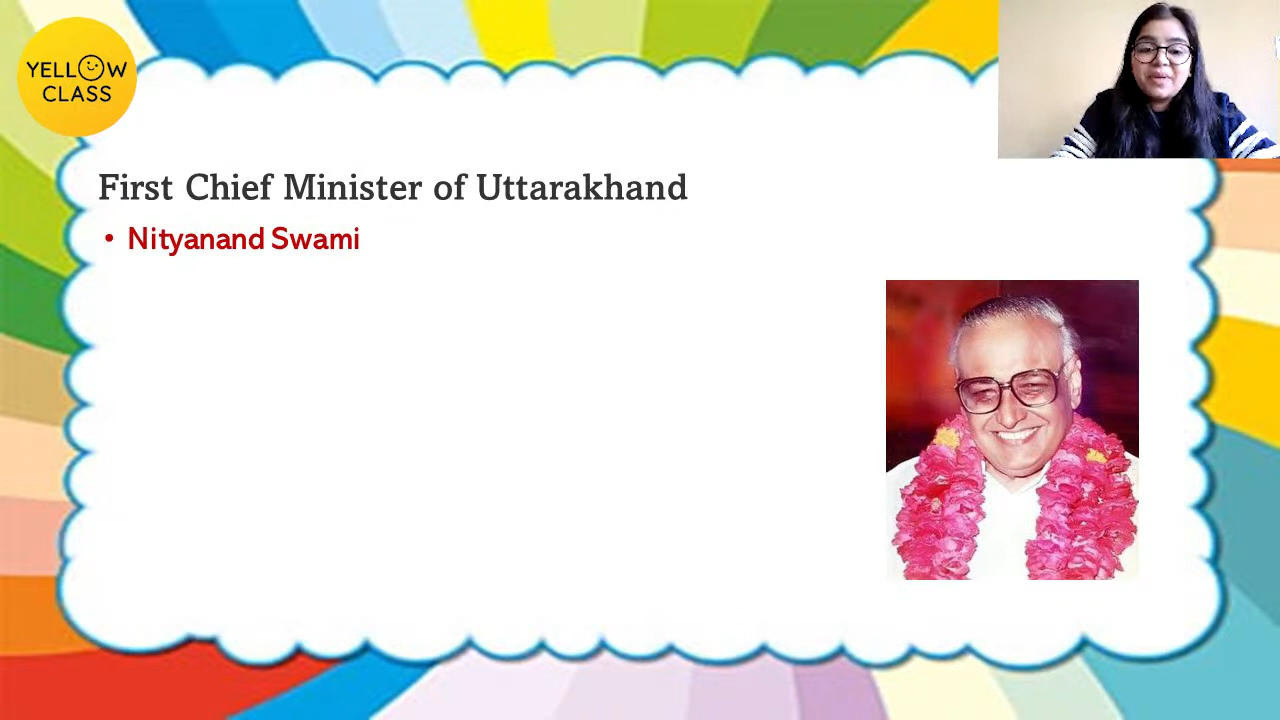 YELLOW
CLASS
First Chief Minister of Uttarakhand
• Nityanand Swami